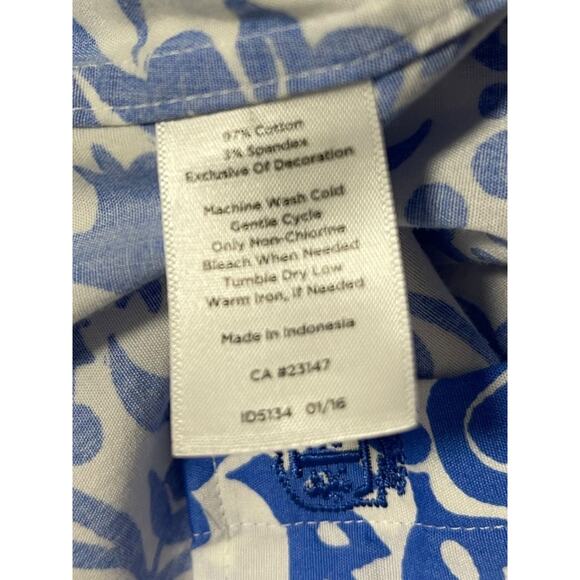 97% Cotton
3% Spandex
Exclusive Of Decoration
Machine Wash Cold
Gentle Cycle
Only Non-Chlorine
Bleach When Needed
Tumble Dry Low
Warm Iron, if Needed
Made in Indonesia
CA #23147
ID5134 01/16